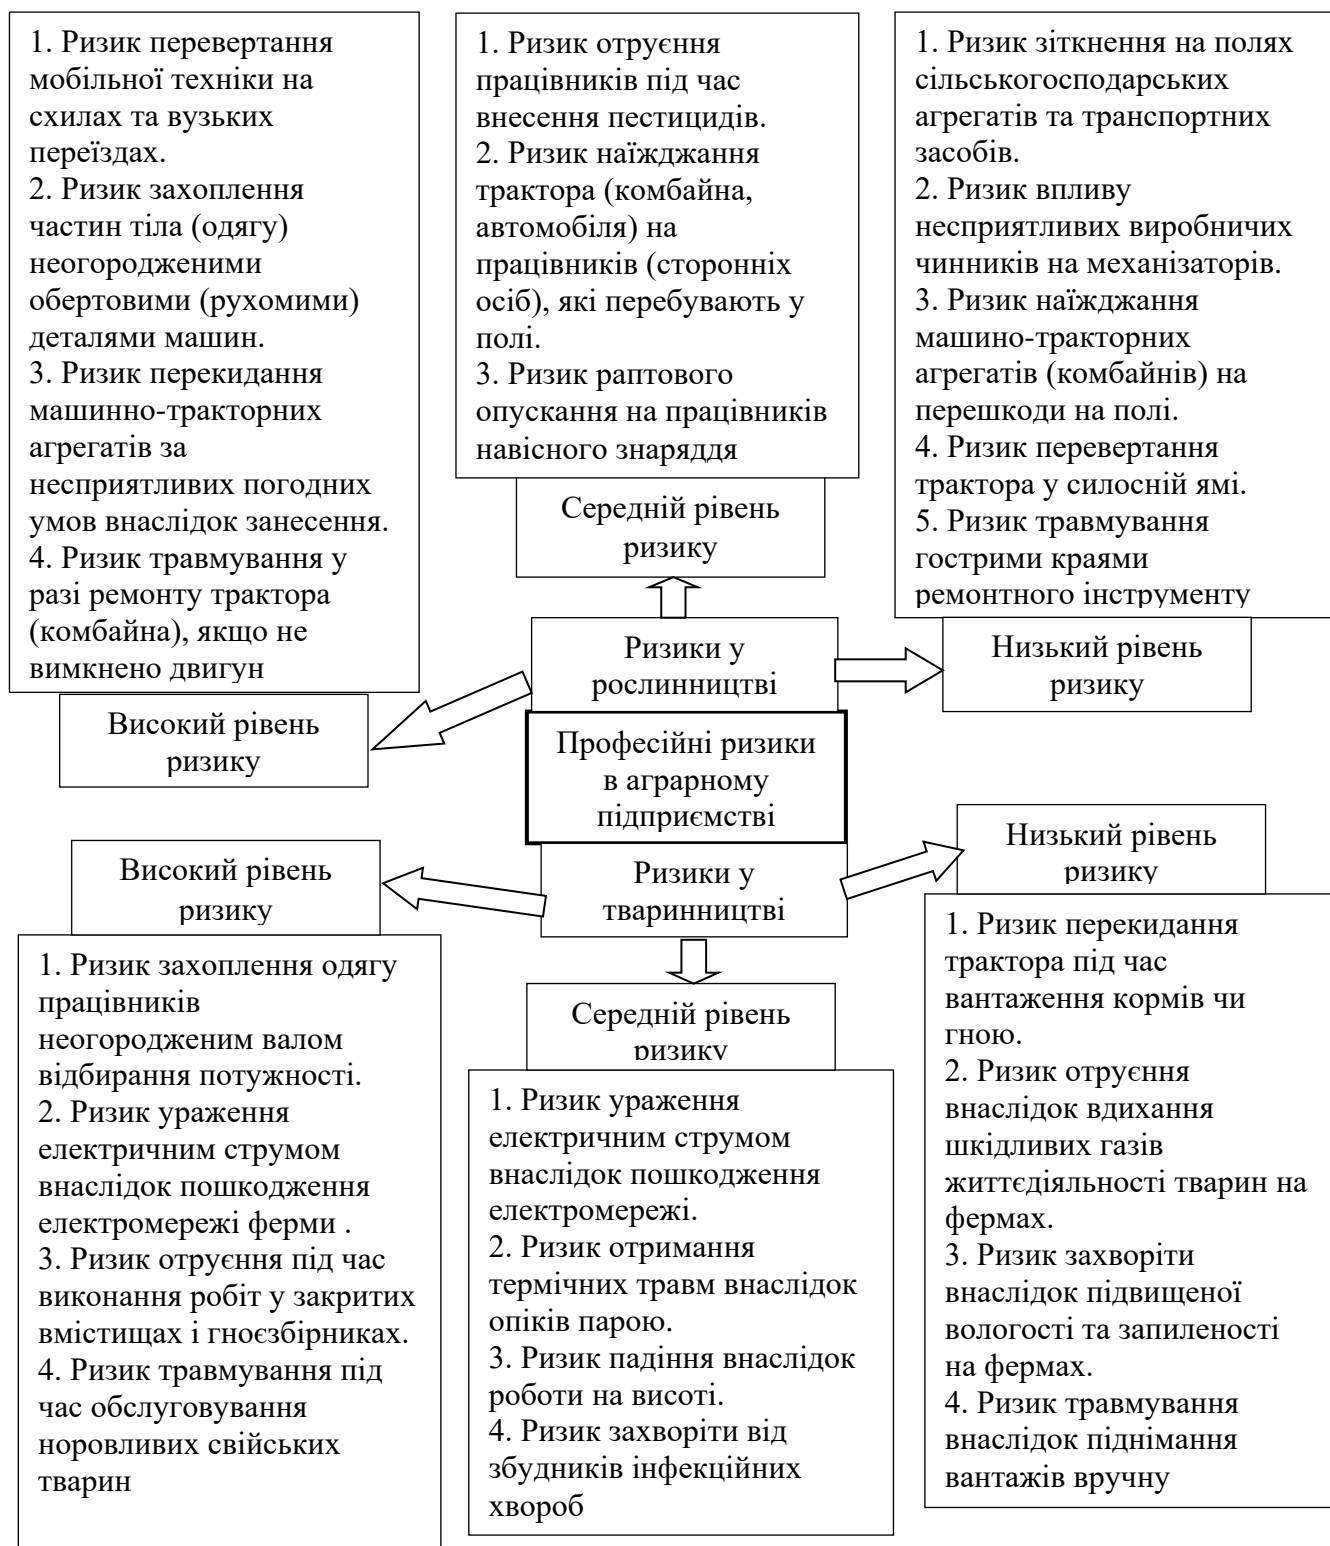 1. Ризик перевертання
мобільної техніки на
схилах та вузьких
переїздах.
2. Ризик захоплення
частин тіла (одягу)
неогородженими
обертовими (рухомими)
деталями машин.
3. Ризик перекидання
машинно-тракторних
агрегатів за
несприятливих погодних
умов внаслідок занесення.
4. Ризик травмування у
разі ремонту трактора
(комбайна), якщо не
вимкнено двигун
Високий рівень
ризику
1. Ризик отруєння
працівників під час
внесення пестицидів.
2. Ризик наїжджання
трактора (комбайна,
автомобіля) на
працівників (сторонніх
осіб), які перебувають у
полі.
3. Ризик раптового
опускання на працівників
навісного знаряддя
Середній рівень
ризику
1. Ризик зіткнення на полях
сільськогосподарських
агрегатів та транспортних
засобів.
2. Ризик впливу
несприятливих виробничих
чинників на механізаторів.
3. Ризик наїжджання
машино-тракторних
агрегатів (комбайнів) на
перешкоди на полі.
4. Ризик перевертання
трактора у силосній ямі.
5. Ризик травмування
гострими краями
ремонтного інструменту
Низький рівень
ризику
Ризики у
рослинництві
Професійні ризики
в аграрному
підприємстві
Ризики у
тваринництві
Високий рівень
ризику
1. Ризик захоплення одягу
працівників
неогородженим валом
відбирання потужності.
2. Ризик ураження
електричним струмом
внаслідок пошкодження
електромережі ферми .
3. Ризик отруєння під час
виконання робіт у закритих
вмістищах і гноєзбірниках.
4. Ризик травмування під
час обслуговування
норовливих свійських
тварин
Середній рівень
ризику
1. Ризик ураження
електричним струмом
внаслідок пошкодження
електромережі.
2. Ризик отримання
термічних травм внаслідок
опіків парою.
3. Ризик падіння внаслідок
роботи на висоті.
4. Ризик захворіти від
збудників інфекційних
хвороб
Низький рівень
ризику
1. Ризик перекидання
трактора під час
вантаження кормів чи
гною.
2. Ризик отруєння
внаслідок вдихання
шкідливих газів
життєдіяльності тварин на
фермах.
3. Ризик захворіти
внаслідок підвищеної
вологості та запиленості
на фермах.
4. Ризик травмування
внаслідок піднімання
вантажів вручну